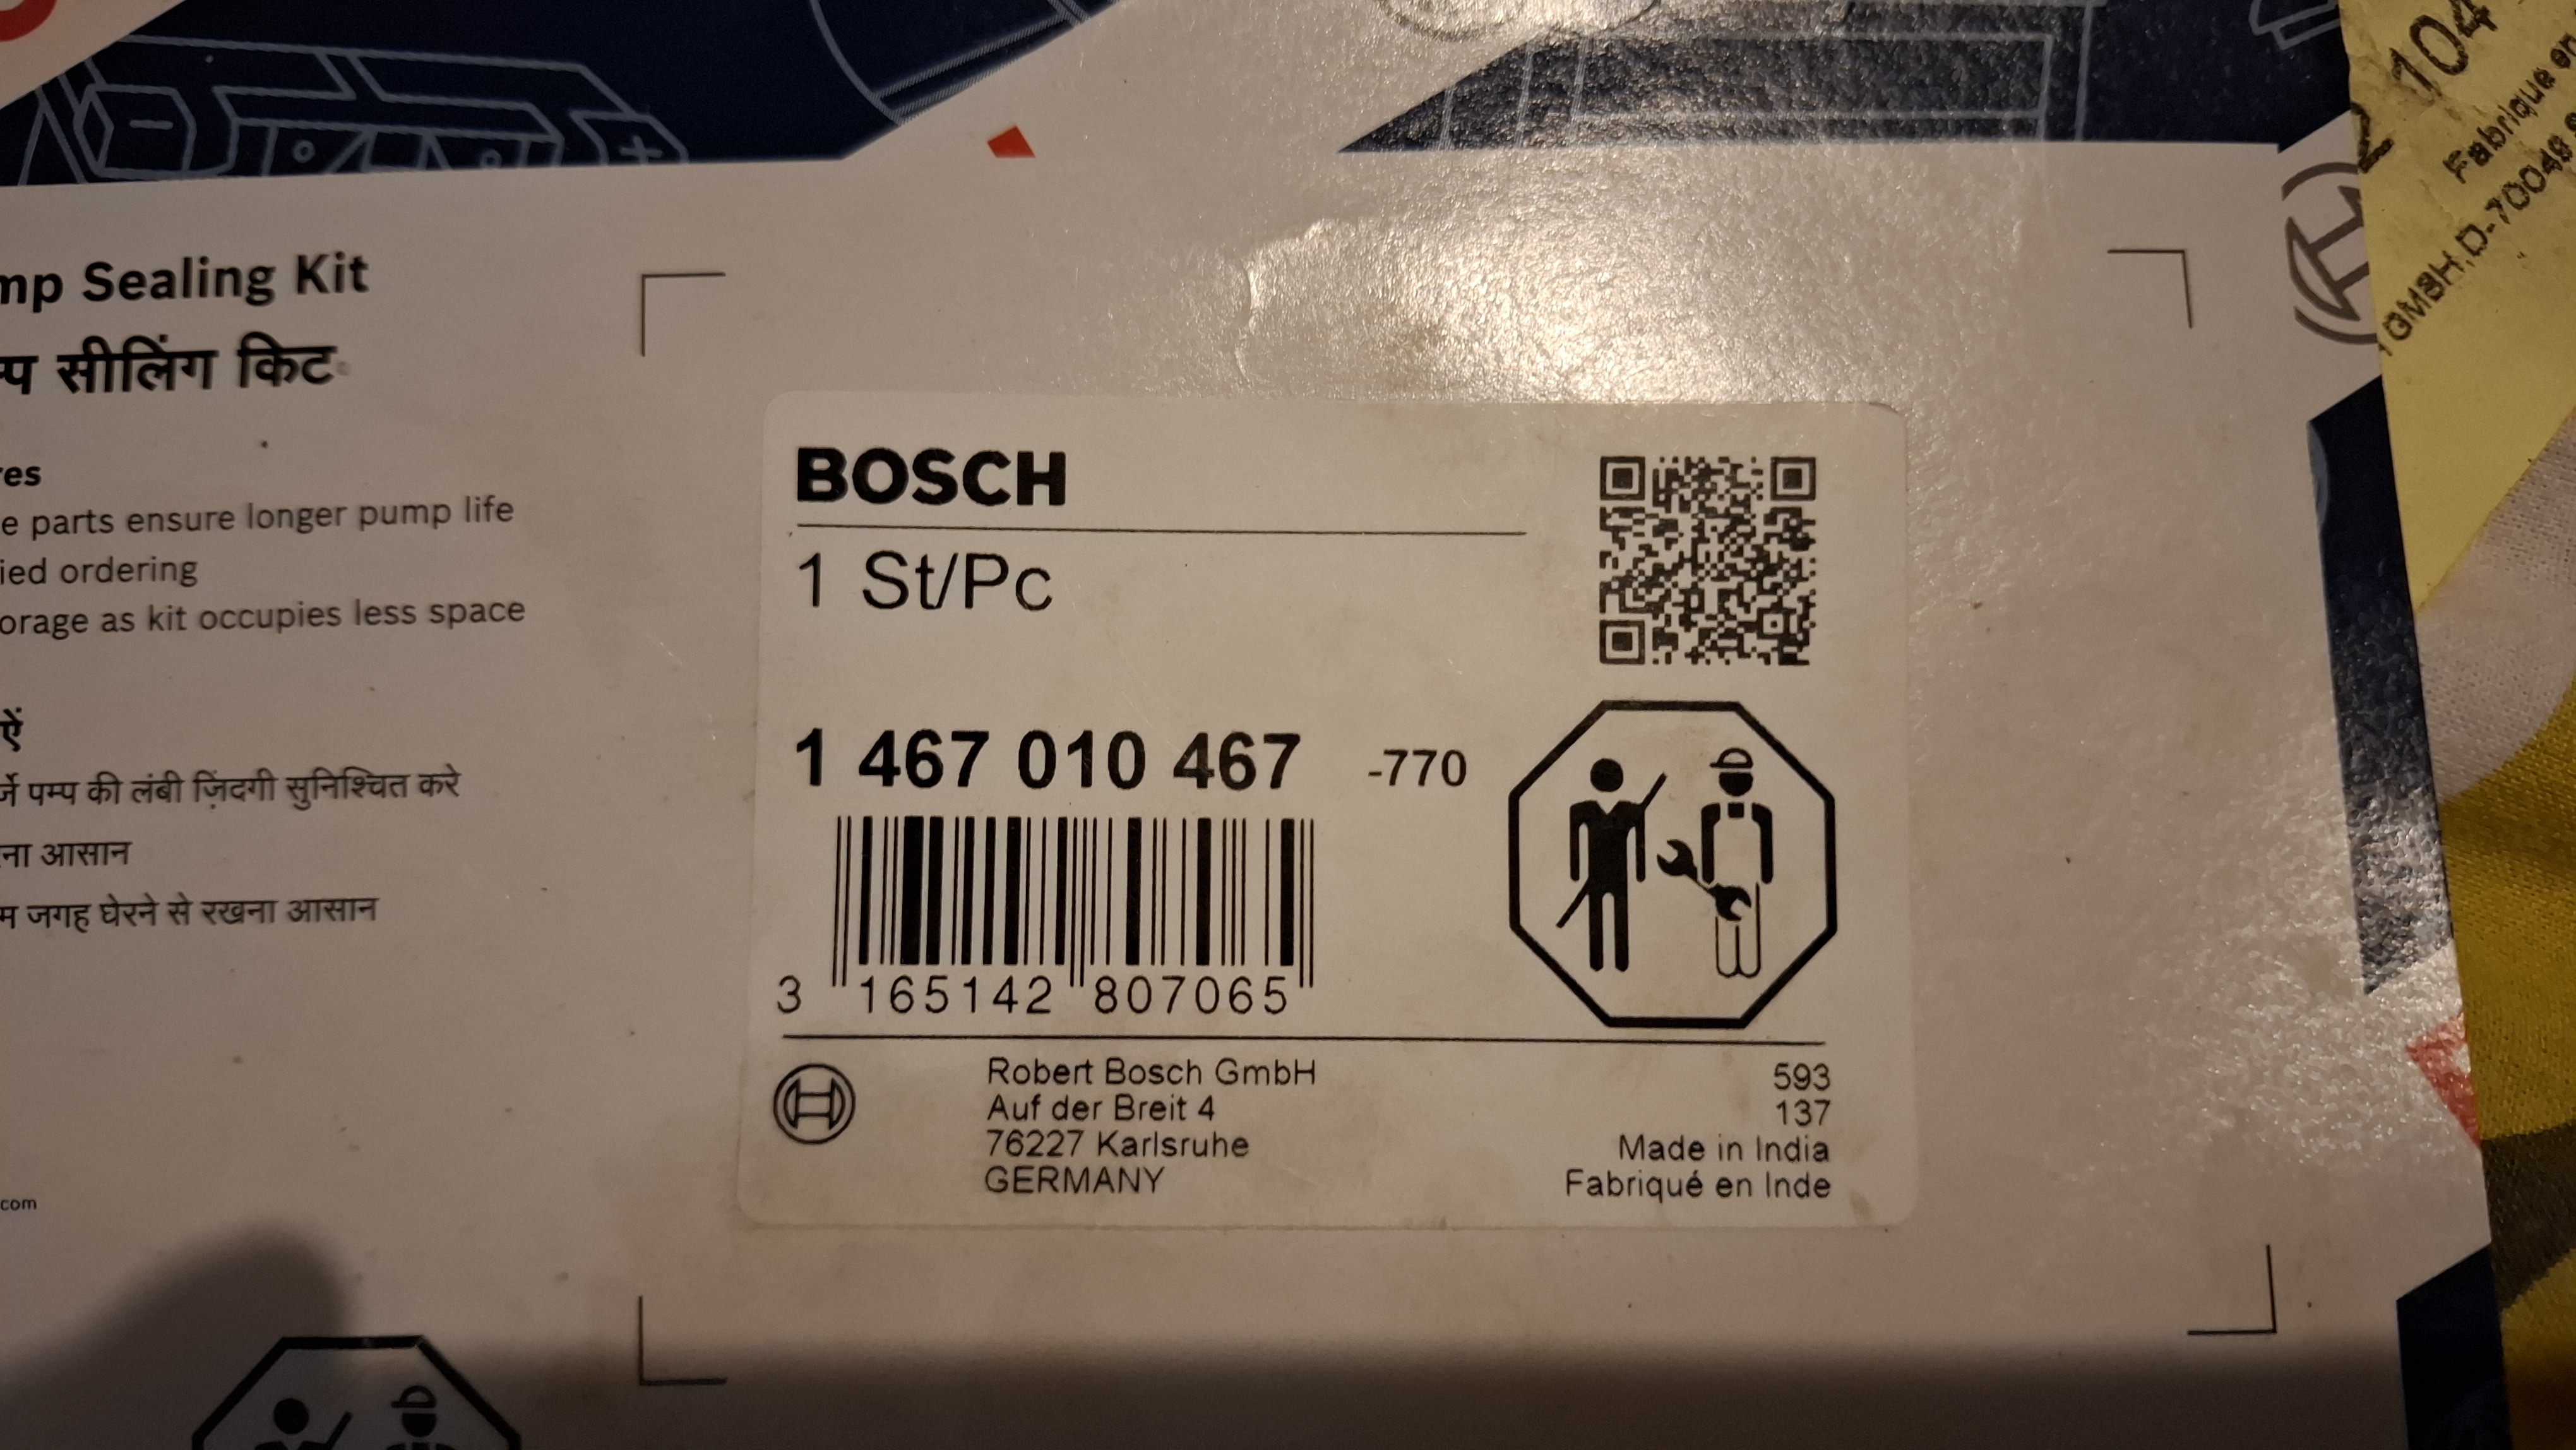 mp Sealing Kit
म्प सीलिंग किट
res
e parts ensure longer pump life
ied ordering
orage as kit occupies less space
ऐं
र्जे पम्प की लंबी ज़िंदगी सुनिश्चित करे
ना आसान
म जगह घेरने से रखना आसान
com
BOSCH
1 St/Pc
1 467 010 467 -770
3 165142 807065
Robert Bosch GmbH
Auf der Breit 4
76227 Karlsruhe
GERMANY
593
137
Made in India
Fabriqué en Inde
2 104
Fabrique en
GMBH,D-70049